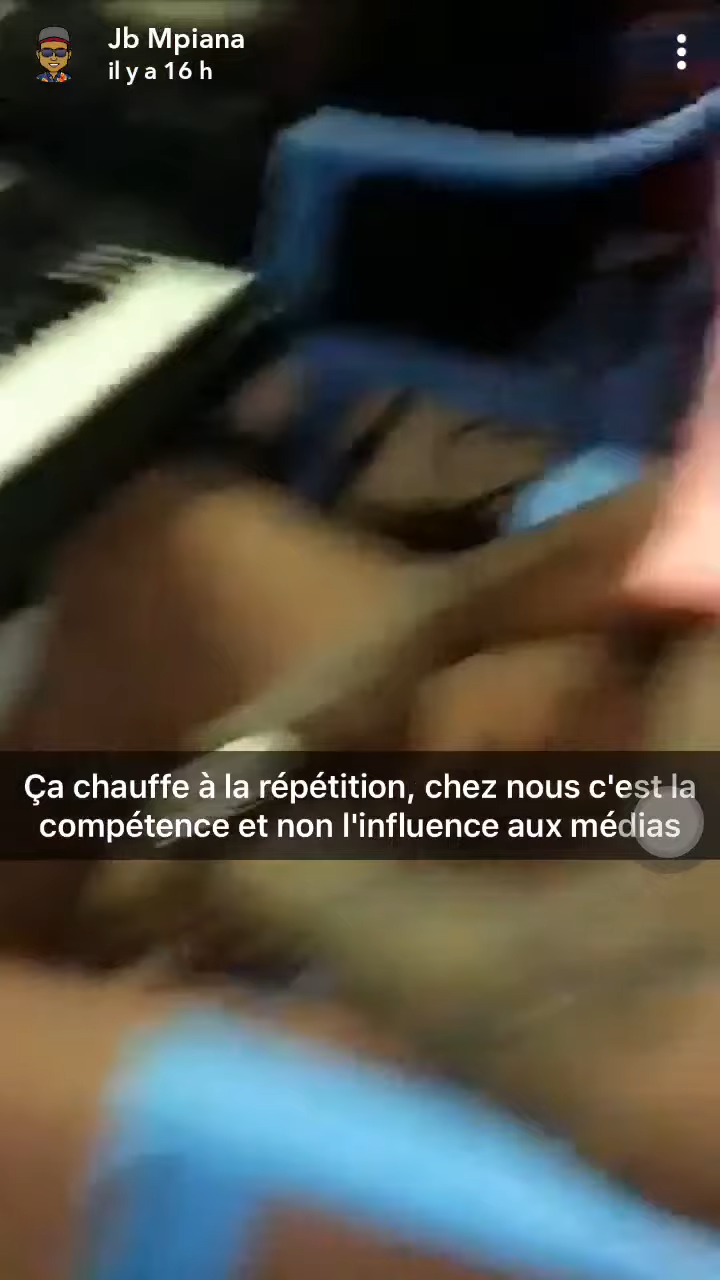 Jb Mpiana
il y a 16 h
Ça chauffe à la répétition, chez nous c'est la
compétence et non l'influence aux médias